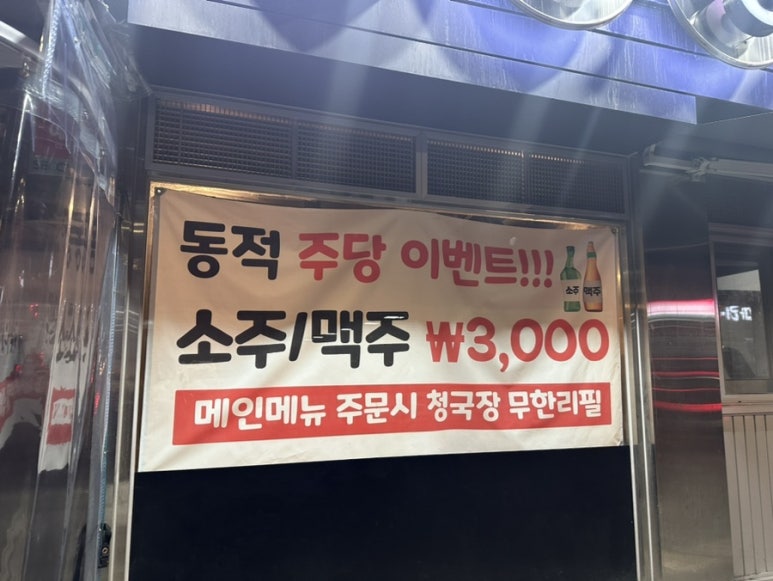 동적 주당 이벤트!!!
소주 맥주
소주/맥주 ₩3,000
메인메뉴 주문시 청국장 무한리필